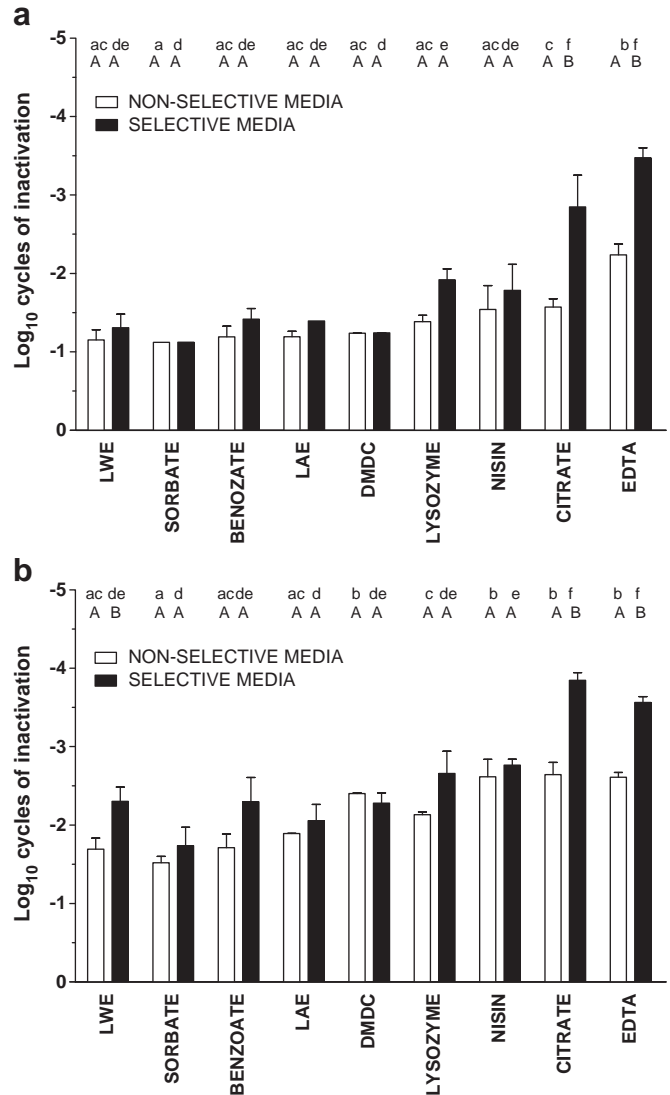 a
-5
ac de a d ac de ac de ac d ac e ac de c f b f
A A A A A A A A A A A A A A A B A B
NON-SELECTIVE MEDIA
-4
SELECTIVE MEDIA
-3
-2
-1
0
Log10 cycles of inactivation
LWE
SORBATE
BENOZATE
LAE
DMDC
LYSOZYME
NISIN
CITRATE
EDTA
b
-5
ac de a d ac de ac d b de c de b e b f b f
A B A A A A A A A A A A A A A B A B
NON-SELECTIVE MEDIA
-4
SELECTIVE MEDIA
-3
-2
-1
0
Log10 cycles of inactivation
LWE
SORBATE
BENZOATE
LAE
DMDC
LYSOZYME
NISIN
CITRATE
EDTA